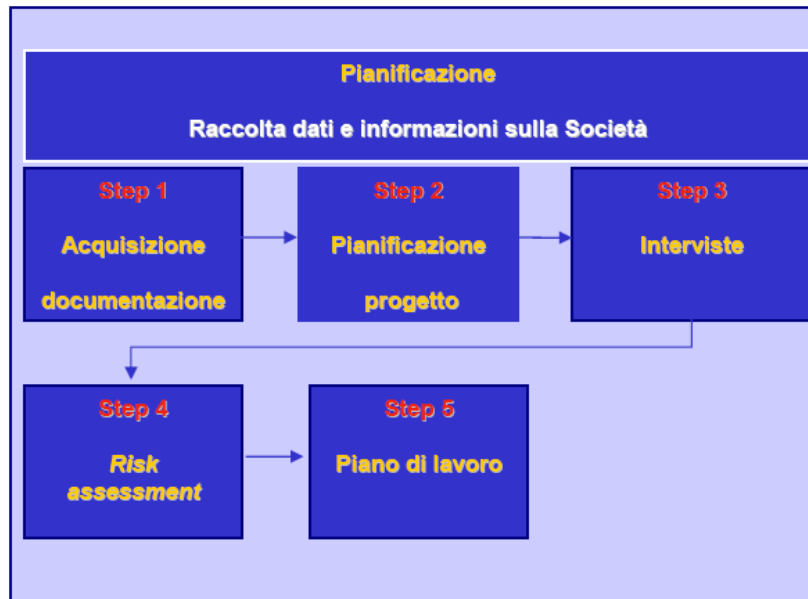 Pianificazione
Raccolta dati e informazioni sulla Società
Step 1
Acquisizione
documentazione
Step 2
Pianificazione
progetto
Step 3
Interviste
Step 4
Risk
assessment
Step 5
Piano di lavoro